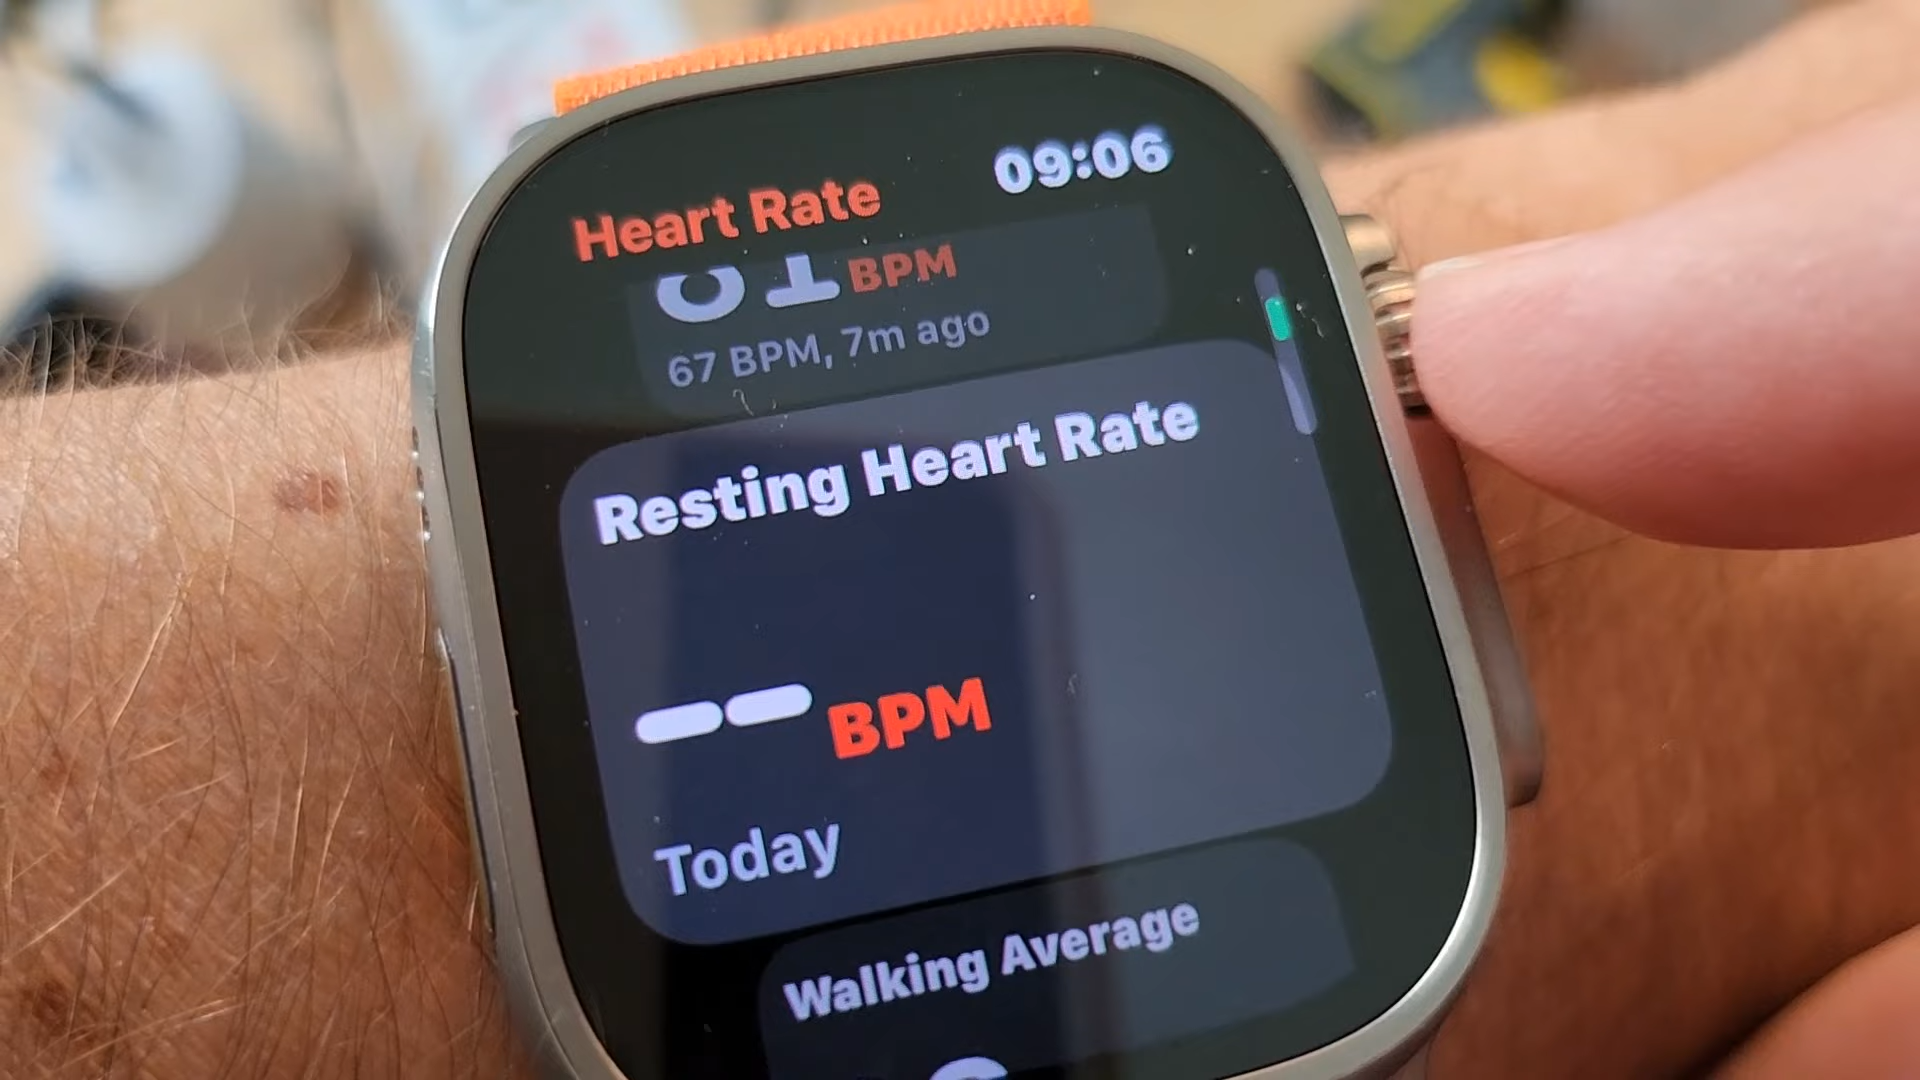 09:06
Heart Rate
BPM
67 BPM, 7m ago
Resting Heart Rate
-- BPM
Today
Walking Average